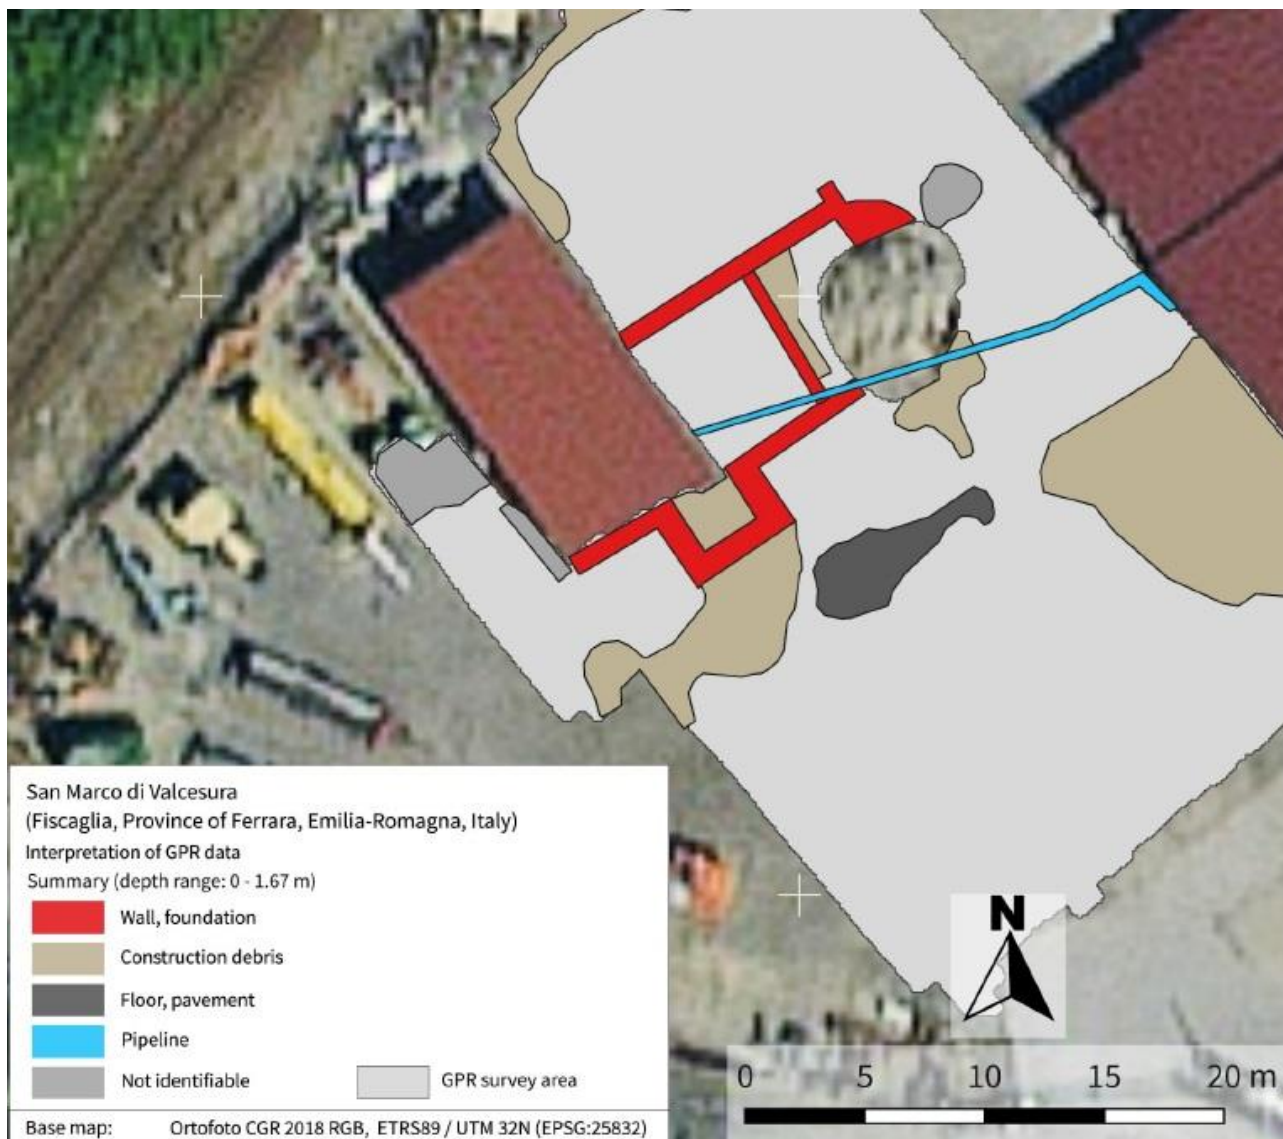 San Marco di Valcesura
(Fiscaglia, Province of Ferrara, Emilia-Romagna, Italy)
Interpretation of GPR data
Summary (depth range: 0 - 1.67 m)
Wall, foundation
Construction debris
Floor, pavement
Pipeline
Not identifiable
GPR survey area
Base map: Ortofoto CGR 2018 RGB, ETRS89 / UTM 32N (EPSG:25832)
N
0 5 10 15 20 m